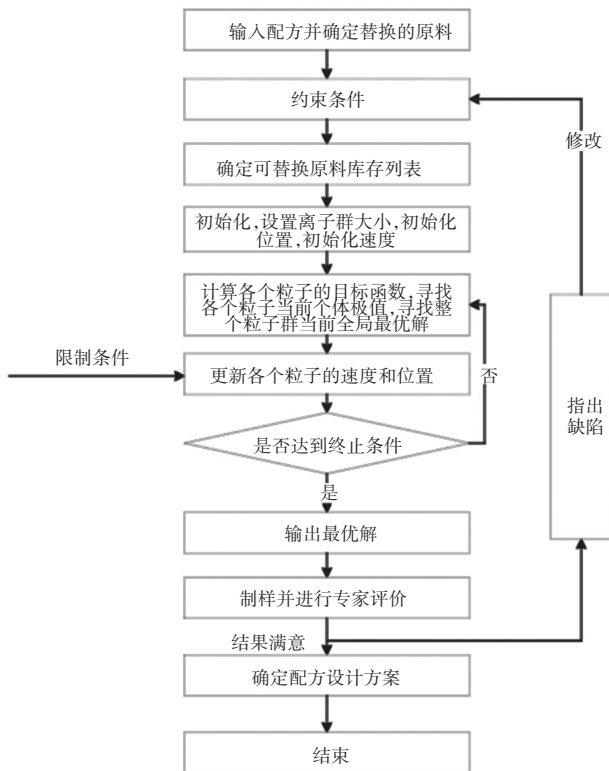 输入配方并确定替换的原料
约束条件
修改
确定可替换原料库存列表
初始化,设置离子群大小,初始化
位置,初始化速度
计算各个粒子的目标函数,寻找
各个粒子当前个体极值,寻找整
个粒子群当前全局最优解
限制条件
更新各个粒子的速度和位置
否
指出
缺陷
是否达到终止条件
是
输出最优解
制样并进行专家评价
结果满意
确定配方设计方案
结束